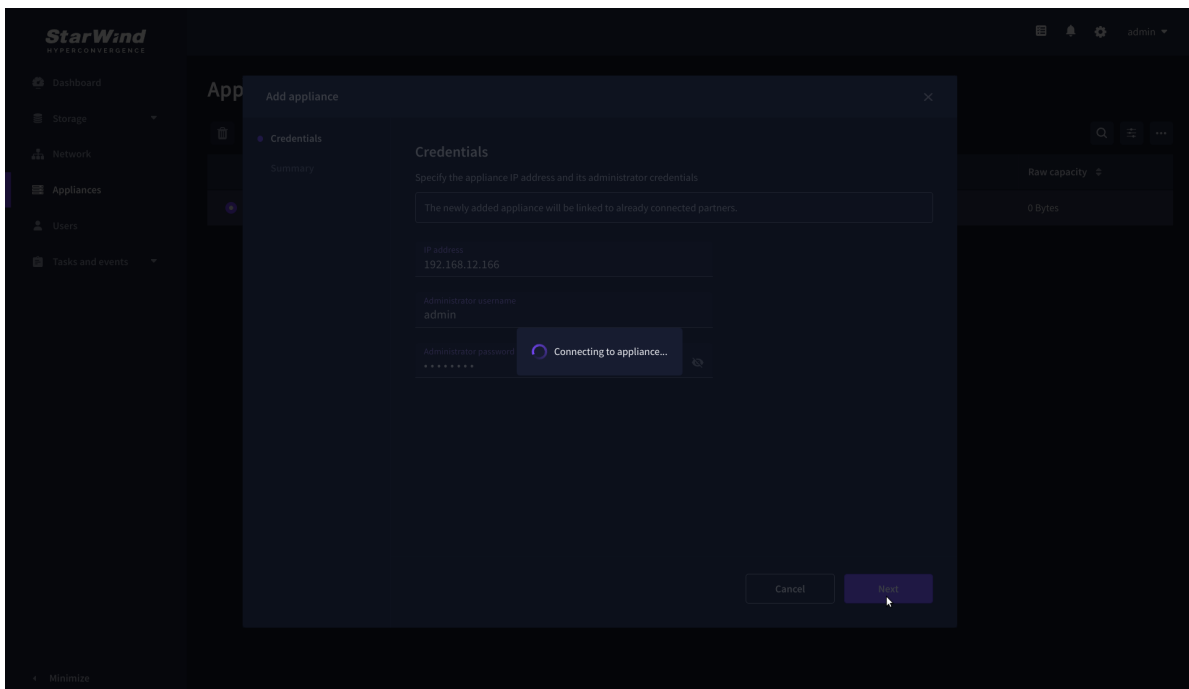 StarWind
HYPERCONVERGENCE
admin
Dashboard
Storage
Network
Appliances
Users
Tasks and events
Minimize
App
Raw capacity
0 Bytes
Add appliance
Credentials
Summary
Credentials
Specify the appliance IP address and its administrator credentials
The newly added appliance will be linked to already connected partners.
IP address
192.168.12.166
Administrator username
admin
Administrator password
••••••••
Connecting to appliance...
Cancel
Next